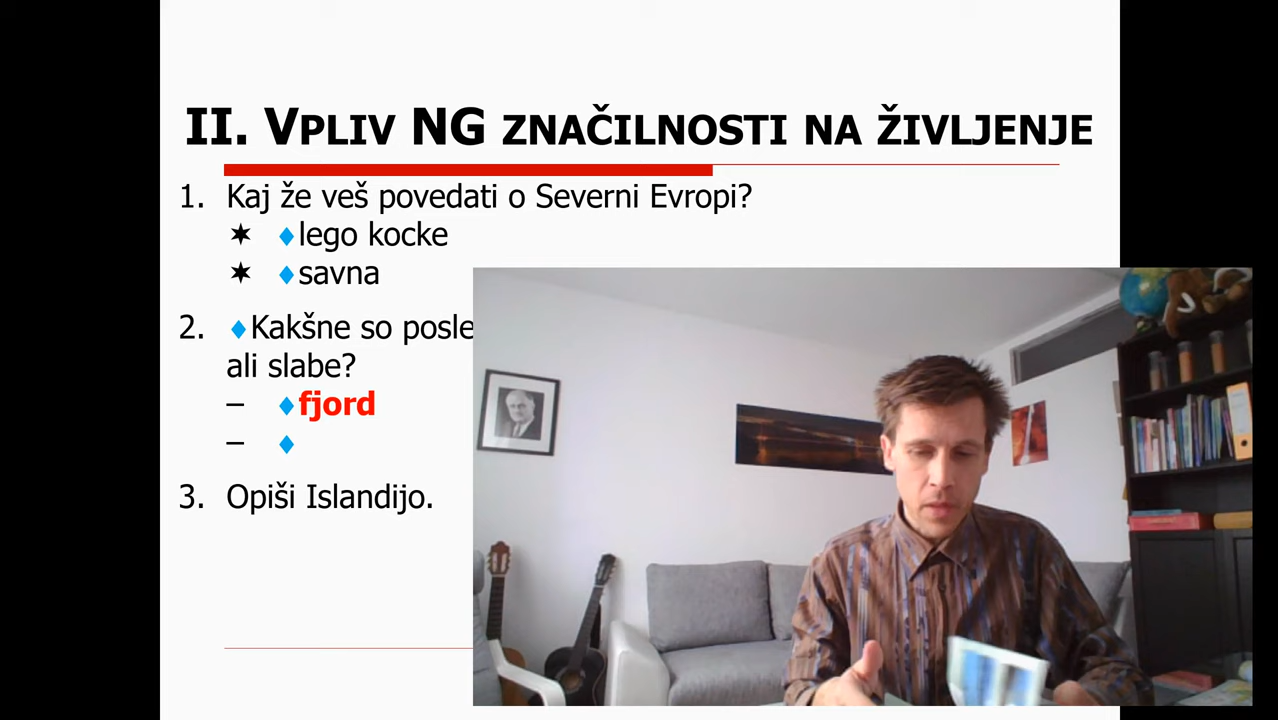 II. VPLIV NG ZNAČILNOSTI NA ŽIVLJENJE
1. Kaj že veš povedati o Severni Evropi?
✶ ♦lego kocke
✶ ♦savna
2. ♦Kakšne so posle
ali slabe?
– ♦fjord
– ♦
3. Opiši Islandijo.